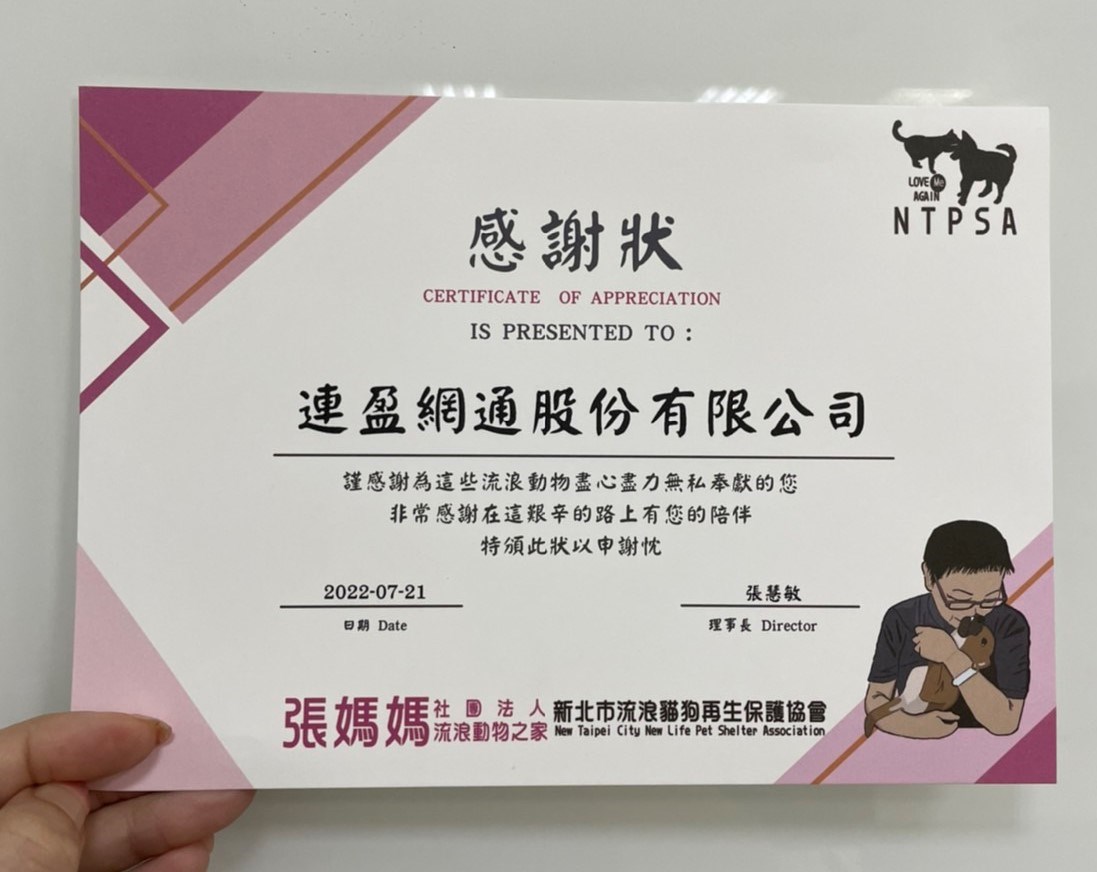 LOVE Me
AGAIN
NTPSA
感謝狀
CERTIFICATE OF APPRECIATION
IS PRESENTED TO :
連盈網通股份有限公司
謹感謝為這些流浪動物盡心盡力無私奉獻的您
非常感謝在這艱辛的路上有您的陪伴
特頒此狀以申謝忱
2022-07-21
日期 Date
張慧敏
理事長 Director
張媽媽
社團法人
流浪動物之家
新北市流浪貓狗再生保護協會
New Taipei City New Life Pet Shelter Association